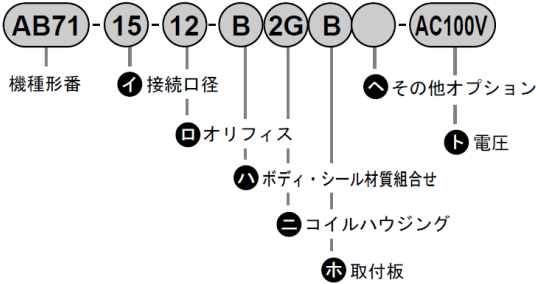 AB71-15-12-B 2G B -AC100V
機種形番
イ 接続口径
ヘ その他オプション
ロ オリフィス
ト 電圧
ハ ボディ・シール材質組合せ
ニ コイルハウジング
ホ 取付板